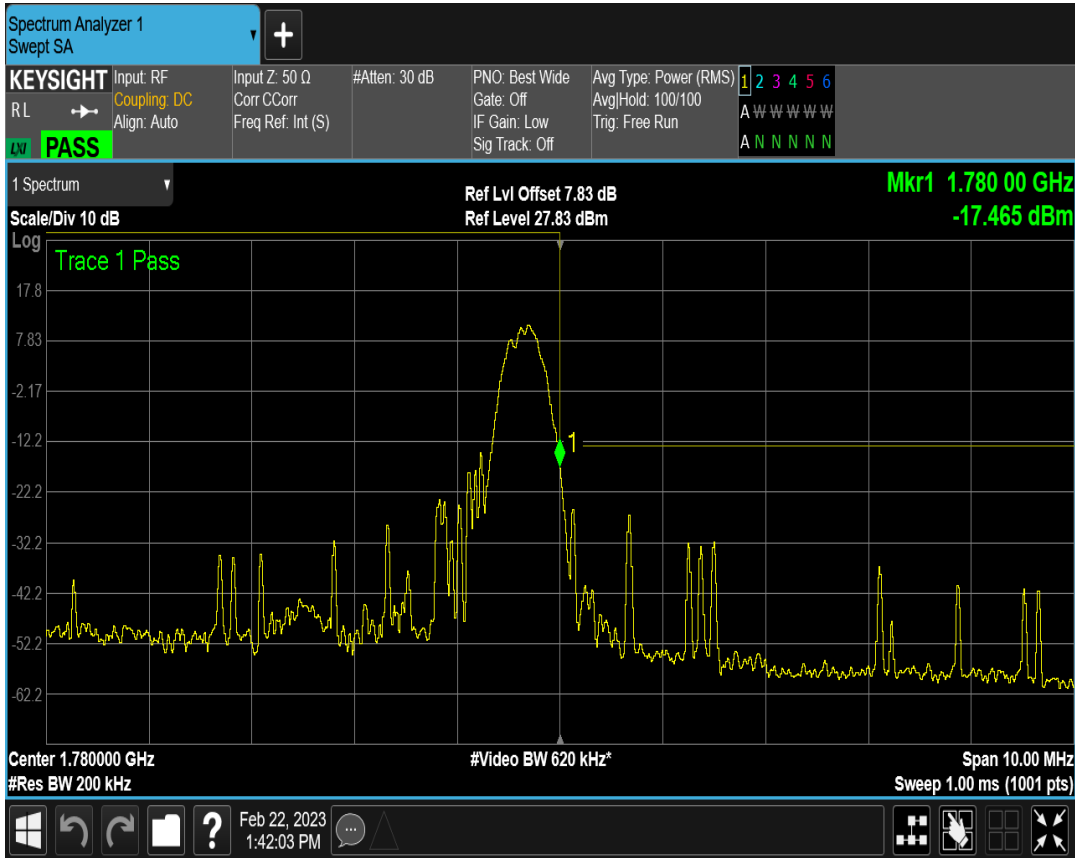 Spectrum Analyzer 1
Swept SA
KEYSIGHT
R L
LXI PASS
Input: RF
Coupling: DC
Align: Auto
Input Z: 50 Ω
Corr CCorr
Freq Ref: Int (S)
#Atten: 30 dB
PNO: Best Wide
Gate: Off
IF Gain: Low
Sig Track: Off
Avg Type: Power (RMS)
Avg|Hold: 100/100
Trig: Free Run
1 2 3 4 5 6
A W W W W W
A N N N N N
1 Spectrum
Scale/Div 10 dB
Ref Lvl Offset 7.83 dB
Ref Level 27.83 dBm
Mkr1 1.780 00 GHz
-17.465 dBm
Log
Trace 1 Pass
17.8
7.83
-2.17
-12.2
1
-22.2
-32.2
-42.2
-52.2
-62.2
Center 1.780000 GHz
#Video BW 620 kHz*
Span 10.00 MHz
#Res BW 200 kHz
Sweep 1.00 ms (1001 pts)
Feb 22, 2023
1:42:03 PM